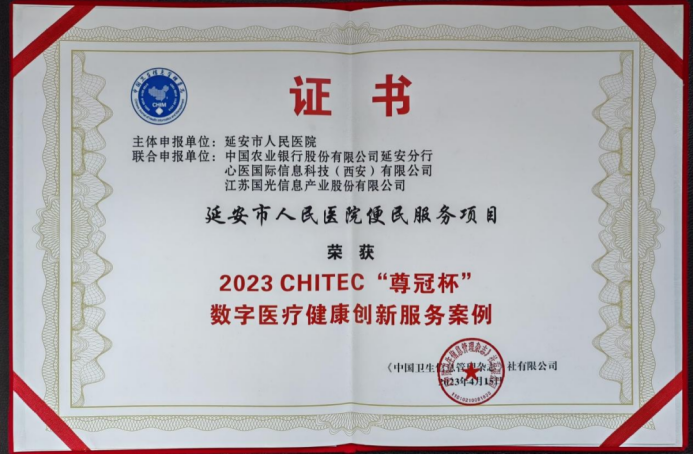 CHIM
证书
主体申报单位：延安市人民医院
联合申报单位：中国农业银行股份有限公司延安分行
心医国际信息科技（西安）有限公司
江苏国光信息产业股份有限公司
延安市人民医院便民服务项目
荣获
2023 CHITEC“尊冠杯”
数字医疗健康创新服务案例
《中国卫生信息管理杂志》社有限公司
2023年4月15日